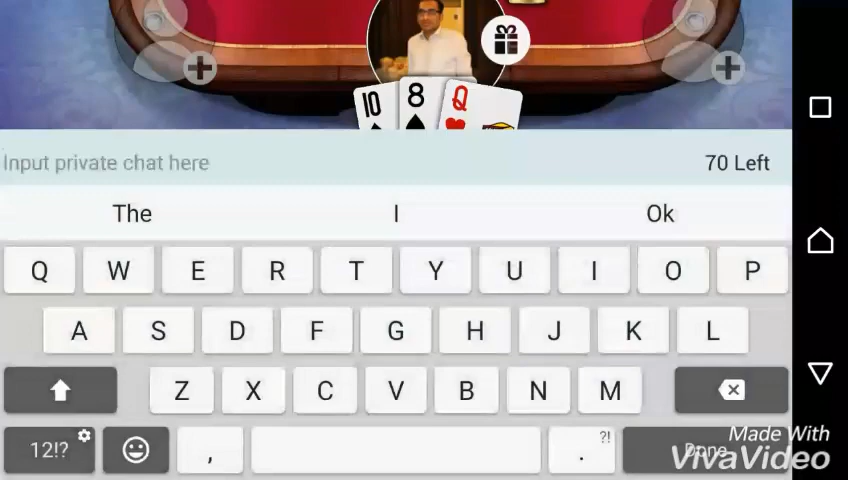 10 8 Q
Input private chat here 70 Left
The I Ok
Q W E R T Y U I O P
A S D F G H J K L
Z X C V B N M
12!? , . ?! Done
Made With
VivaVideo